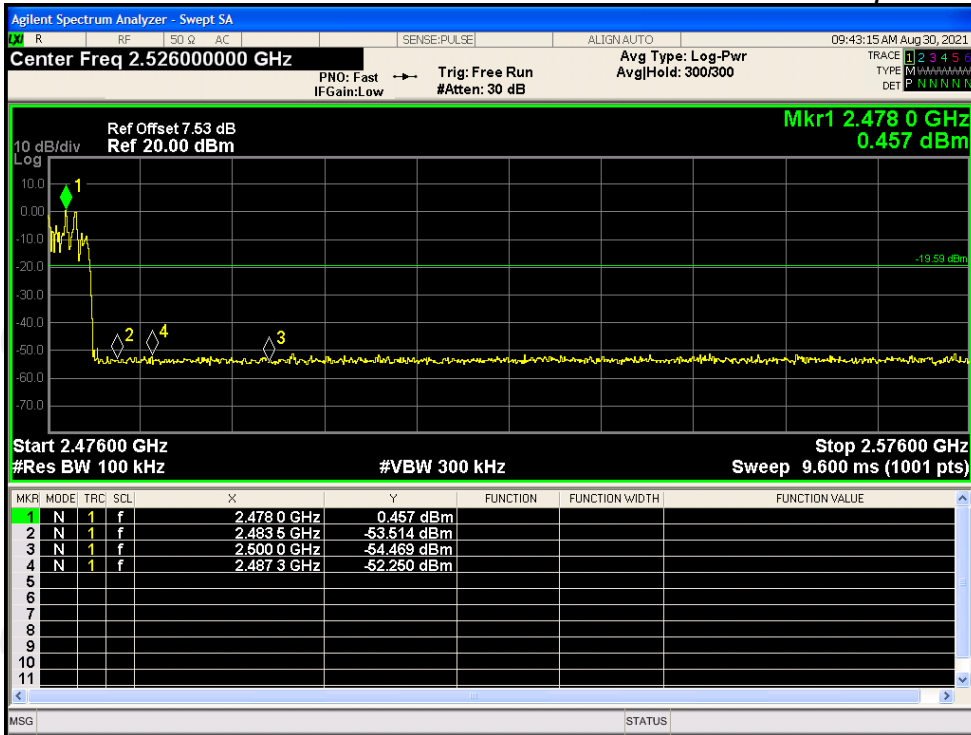 Agilent Spectrum Analyzer - Swept SA
LXI R RF 50 Ω AC SENSE:PULSE ALIGN AUTO 09:43:15 AM Aug 30, 2021
Center Freq 2.526000000 GHz
PNO: Fast Trig: Free Run Avg Type: Log-Pwr TRACE 1 2 3 4 5 6
IFGain:Low #Atten: 30 dB Avg|Hold: 300/300 TYPE M
DET P N N N N N
Mkr1 2.478 0 GHz
0.457 dBm
Ref Offset 7.53 dB
10 dB/div Ref 20.00 dBm
Log
10.0
1
0.00
-10.0
-20.0
-19.59 dBm
-30.0
-40.0
2 4 3
-50.0
-60.0
-70.0
Start 2.47600 GHz Stop 2.57600 GHz
#Res BW 100 kHz #VBW 300 kHz Sweep 9.600 ms (1001 pts)
MKR MODE TRC SCL X Y FUNCTION FUNCTION WIDTH FUNCTION VALUE
1 N 1 f 2.478 0 GHz 0.457 dBm
2 N 1 f 2.483 5 GHz -53.514 dBm
3 N 1 f 2.500 0 GHz -54.469 dBm
4 N 1 f 2.487 3 GHz -52.250 dBm
5
6
7
8
9
10
11
MSG STATUS